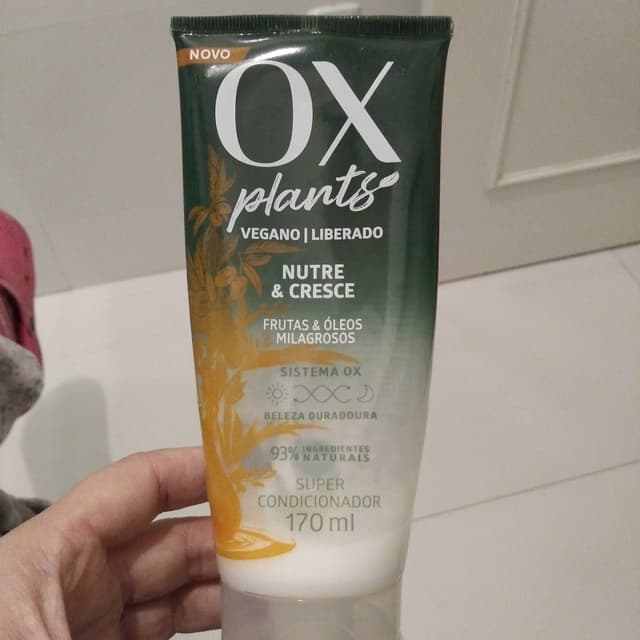 NOVO
OX
plants
VEGANO | LIBERADO
NUTRE
& CRESCE
FRUTAS & ÓLEOS
MILAGROSOS
SISTEMA OX
BELEZA DURADOURA
93% INGREDIENTES
NATURAIS
SUPER
CONDICIONADOR
170 ml